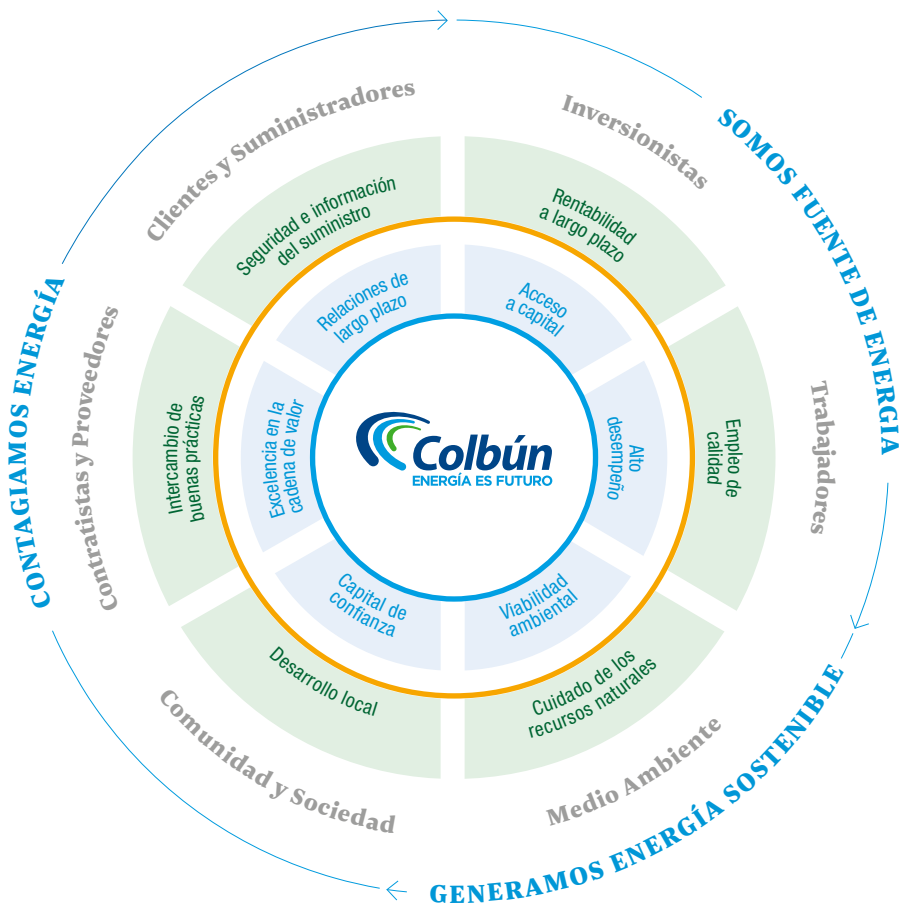 SOMOS FUENTE DE ENERGIA
Inversionistas
Rentabilidad
a largo plazo
Acceso
a capital
Trabajadores
Empleo de
calidad
Alto
desempeño
GENERAMOS ENERGÍA SOSTENIBLE
Medio Ambiente
Cuidado de los
recursos naturales
Viabilidad
ambiental
Comunidad y Sociedad
Desarrollo local
Capital de
confianza
CONTAGIAMOS ENERGÍA
Contratistas y Proveedores
Intercambio de
buenas prácticas
Excelencia en la
cadena de valor
Clientes y Suministradores
Seguridad e información
del suministro
Relaciones de
largo plazo
Colbún
ENERGÍA ES FUTURO